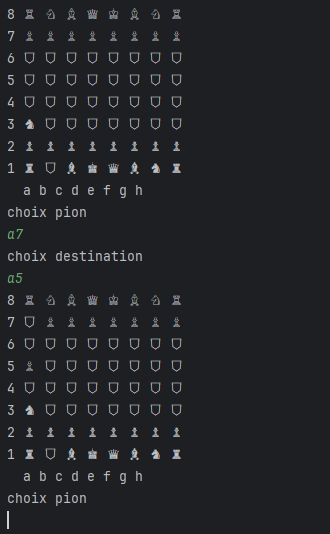 8 ♖ ♘ ♗ ♕ ♔ ♗ ♘ ♖
7 ♗ ♗ ♗ ♗ ♗ ♗ ♗ ♗
6 ⛉ ⛉ ⛉ ⛉ ⛉ ⛉ ⛉ ⛉
5 ⛉ ⛉ ⛉ ⛉ ⛉ ⛉ ⛉ ⛉
4 ⛉ ⛉ ⛉ ⛉ ⛉ ⛉ ⛉ ⛉
3 ♞ ⛉ ⛉ ⛉ ⛉ ⛉ ⛉ ⛉
2 ♝ ♝ ♝ ♝ ♝ ♝ ♝ ♝
1 ♜ ⛉ ♝ ♚ ♛ ♝ ♞ ♜
a b c d e f g h
choix pion
a7
choix destination
a5
8 ♖ ♘ ♗ ♕ ♔ ♗ ♘ ♖
7 ⛉ ♗ ♗ ♗ ♗ ♗ ♗ ♗
6 ⛉ ⛉ ⛉ ⛉ ⛉ ⛉ ⛉ ⛉
5 ♗ ⛉ ⛉ ⛉ ⛉ ⛉ ⛉ ⛉
4 ⛉ ⛉ ⛉ ⛉ ⛉ ⛉ ⛉ ⛉
3 ♞ ⛉ ⛉ ⛉ ⛉ ⛉ ⛉ ⛉
2 ♝ ♝ ♝ ♝ ♝ ♝ ♝ ♝
1 ♜ ⛉ ♝ ♚ ♛ ♝ ♞ ♜
a b c d e f g h
choix pion